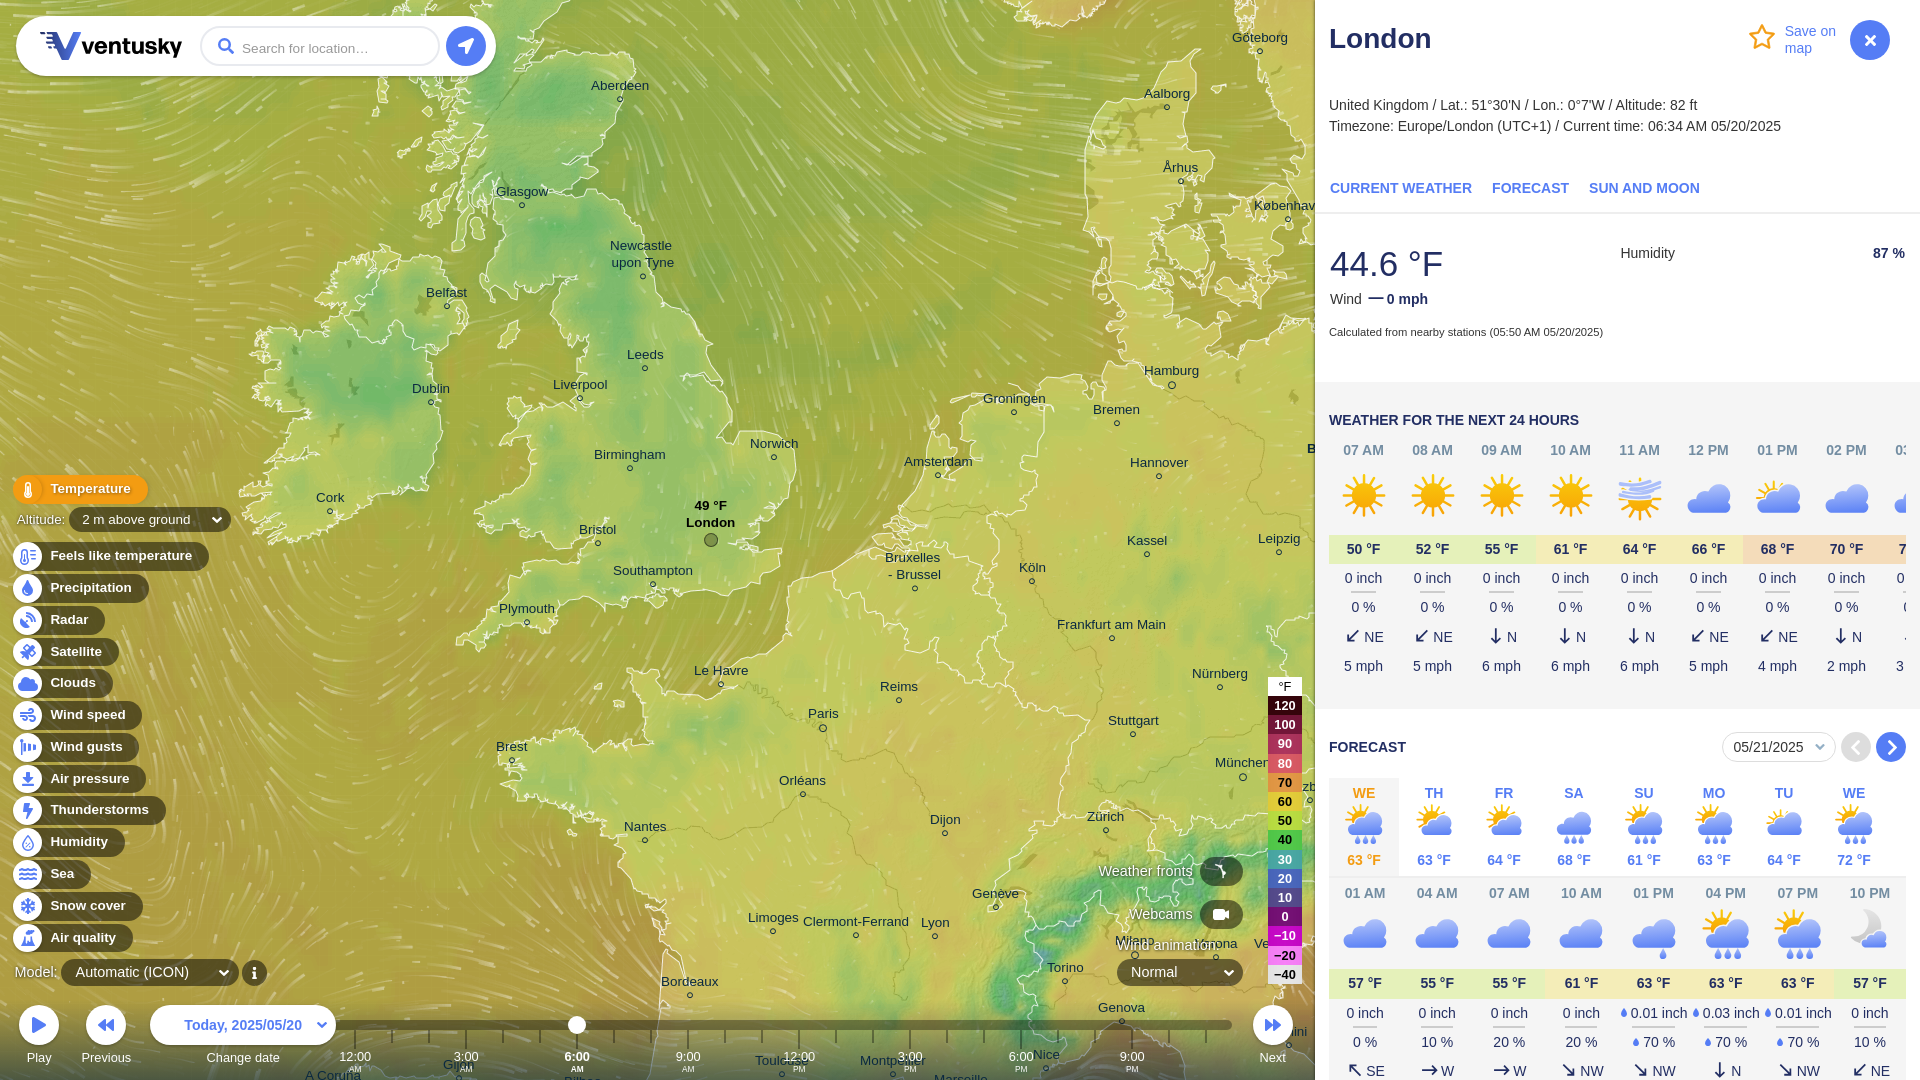 ventusky
Search for location…
Göteborg
Aberdeen
Aalborg
Århus
Glasgow
Københav
Newcastle
upon Tyne
Belfast
Leeds
Hamburg
Liverpool
Dublin
Groningen
Bremen
Norwich
Birmingham
Amsterdam
Hannover
Cork
49 °F
London
Bristol
Kassel
Leipzig
Bruxelles
- Brussel
Köln
Southampton
Plymouth
Frankfurt am Main
Le Havre
Nürnberg
Reims
Paris
Stuttgart
Brest
München
Orléans
Nantes
Dijon
Zürich
Genève
Limoges
Clermont-Ferrand
Lyon
Milano
Verona
Torino
Bordeaux
Genova
Toulouse
Montpellier
Nice
Gijón
A Coruña
Bilbao
Marseille
Temperature
Altitude:
2 m above ground
Feels like temperature
Precipitation
Radar
Satellite
Clouds
Wind speed
Wind gusts
Air pressure
Thunderstorms
Humidity
Sea
Snow cover
Air quality
Model:
Automatic (ICON)
Play
Previous
Today, 2025/05/20
Change date
12:00
AM
3:00
AM
6:00
AM
9:00
AM
12:00
PM
3:00
PM
6:00
PM
9:00
PM
Next
°F
120
100
90
80
70
60
50
40
30
20
10
0
−10
−20
−40
Weather fronts
Webcams
Wind animation:
Normal
London
Save on
map
United Kingdom / Lat.: 51°30'N / Lon.: 0°7'W / Altitude: 82 ft
Timezone: Europe/London (UTC+1) / Current time: 06:34 AM 05/20/2025
CURRENT WEATHER FORECAST SUN AND MOON
44.6 °F
Wind 0 mph
Humidity 87 %
Calculated from nearby stations (05:50 AM 05/20/2025)
WEATHER FOR THE NEXT 24 HOURS
07 AM 08 AM 09 AM 10 AM 11 AM 12 PM 01 PM 02 PM 03
50 °F 52 °F 55 °F 61 °F 64 °F 66 °F 68 °F 70 °F 7
0 inch 0 inch 0 inch 0 inch 0 inch 0 inch 0 inch 0 inch 0
0 % 0 % 0 % 0 % 0 % 0 % 0 % 0 %
NE NE N N N NE NE N
5 mph 5 mph 6 mph 6 mph 6 mph 5 mph 4 mph 2 mph 3
FORECAST
05/21/2025
WE TH FR SA SU MO TU WE
63 °F 63 °F 64 °F 68 °F 61 °F 63 °F 64 °F 72 °F
01 AM 04 AM 07 AM 10 AM 01 PM 04 PM 07 PM 10 PM
57 °F 55 °F 55 °F 61 °F 63 °F 63 °F 63 °F 57 °F
0 inch 0 inch 0 inch 0 inch 0.01 inch 0.03 inch 0.01 inch 0 inch
0 % 10 % 20 % 20 % 70 % 70 % 70 % 10 %
SE W W NW NW N NW NE